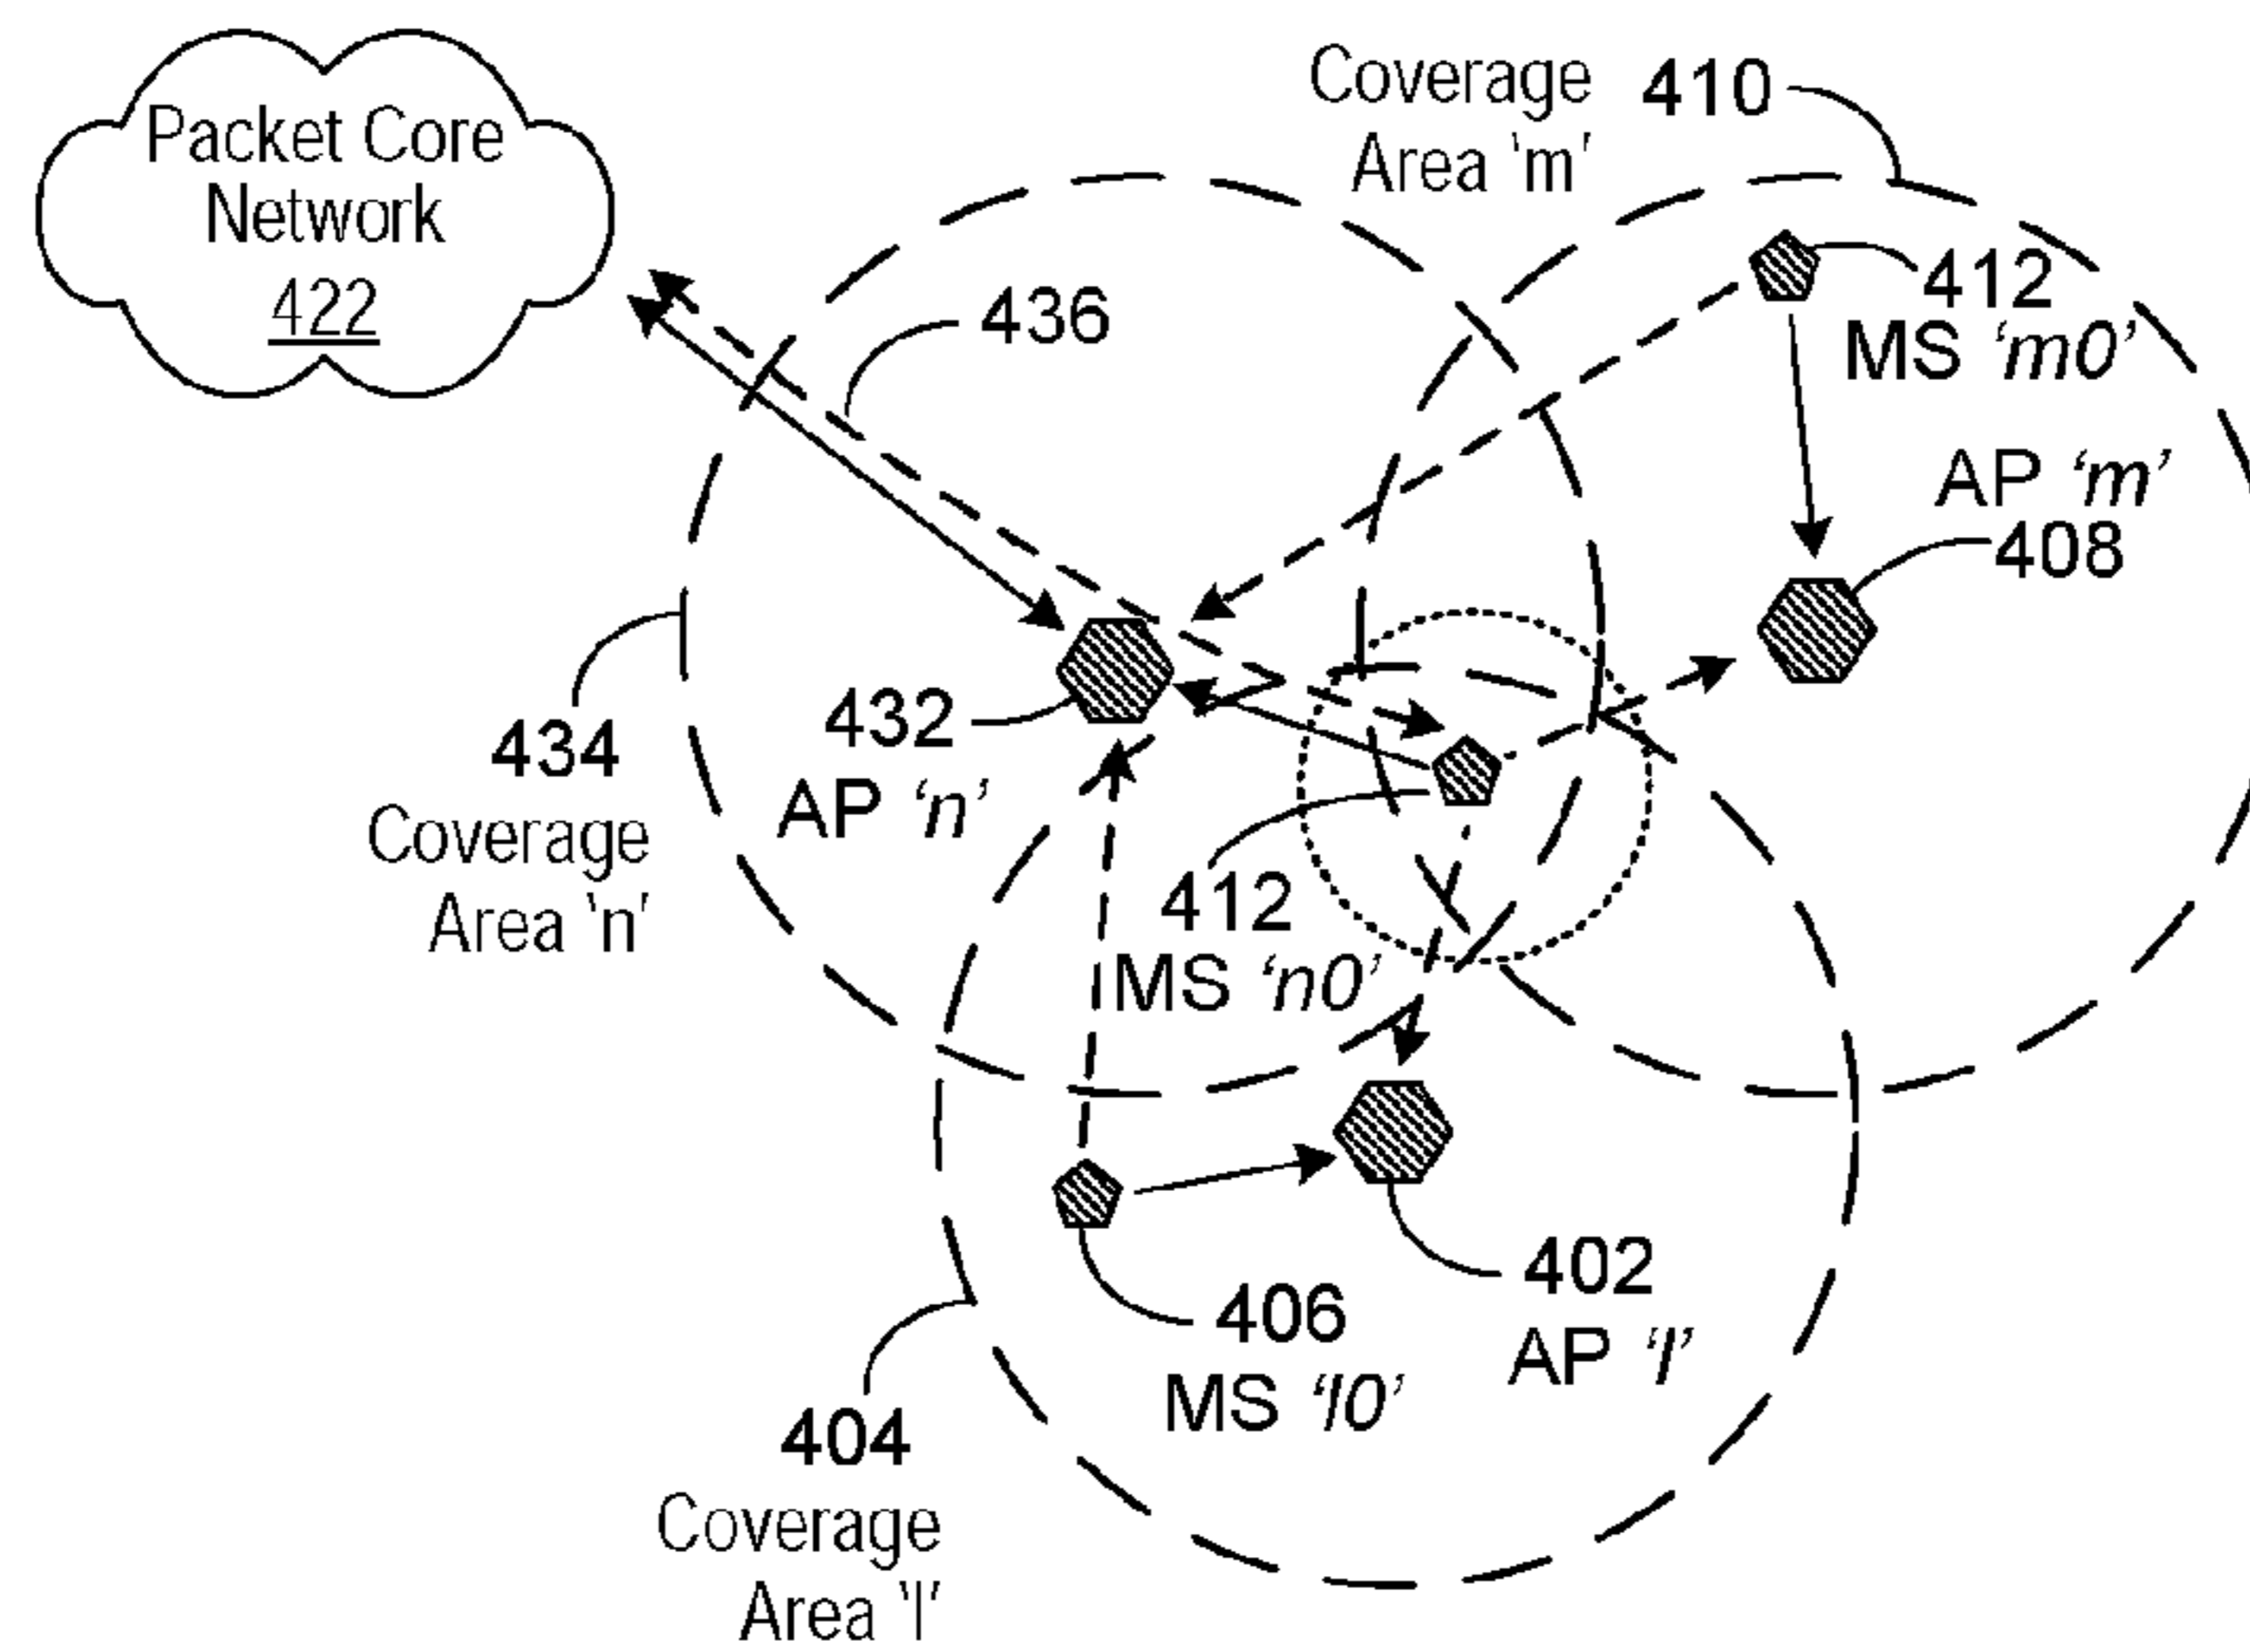 Packet Core
Network
422
Coverage
Area 'm'
410
436
412
MS ‘m0’
AP ‘m’
408
432
AP ‘n’
434
Coverage
Area 'n'
412
MS ‘n0’
402
AP ‘l’
406
MS ‘l0’
404
Coverage
Area 'l'